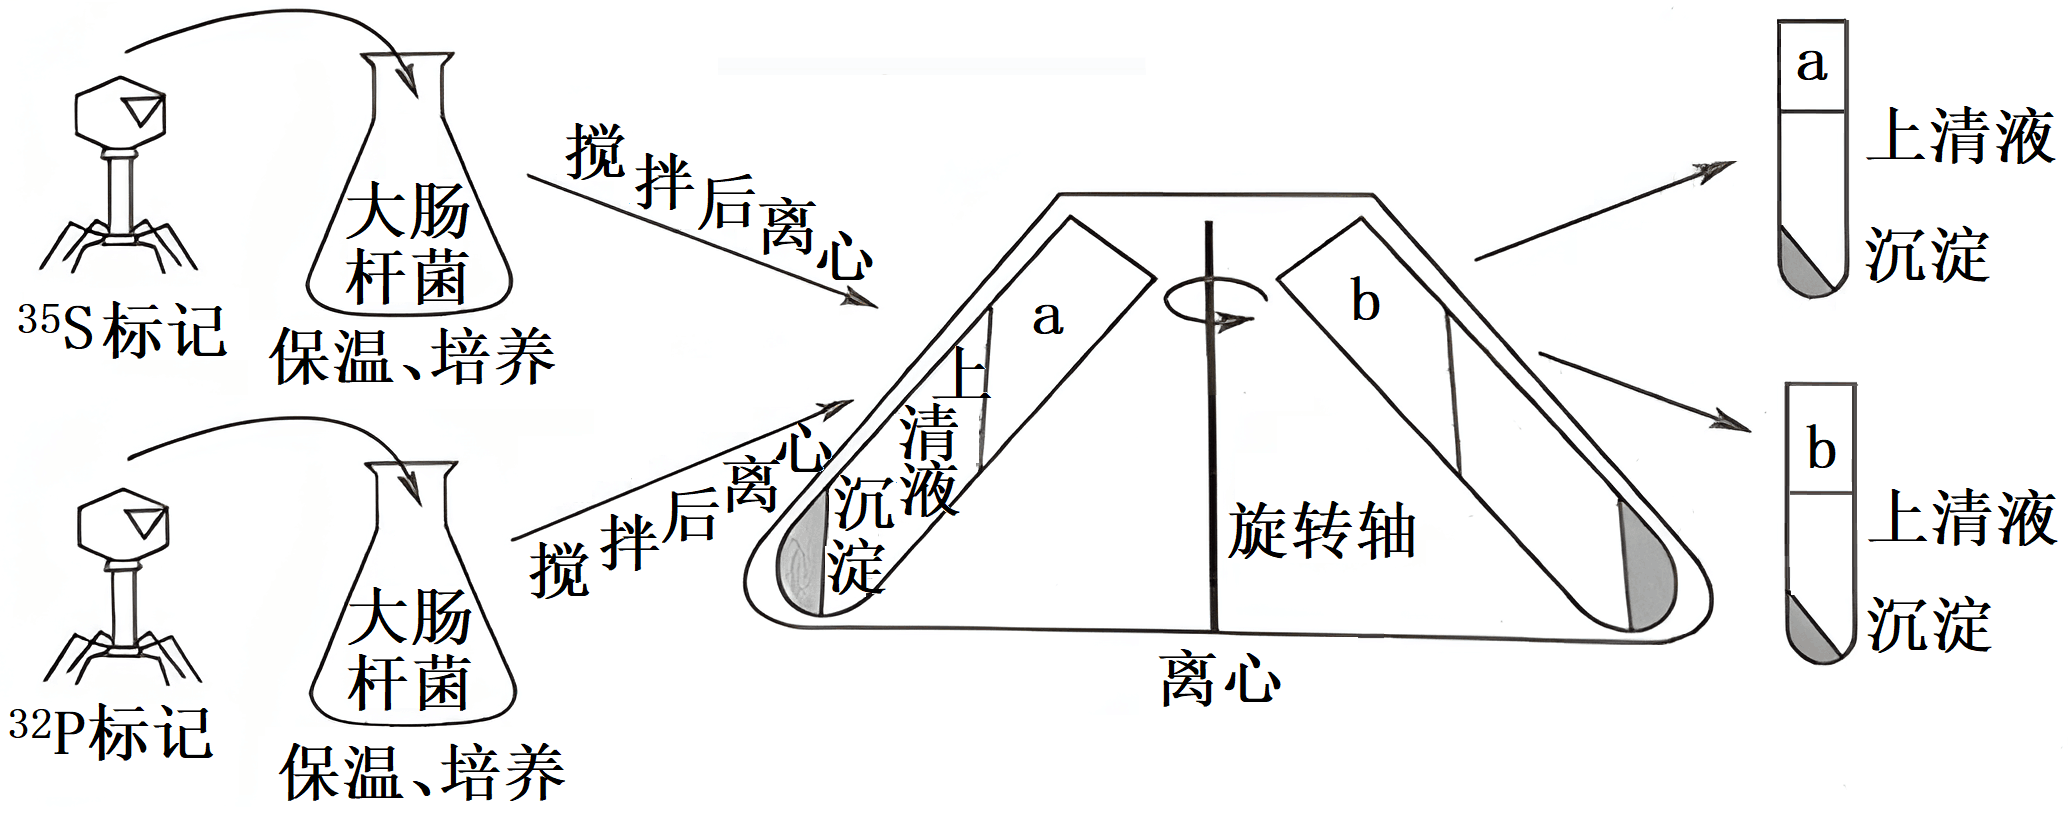 ³⁵S标记
大肠
杆菌
保温、培养
搅拌后离心
³²P标记
大肠
杆菌
保温、培养
搅拌后离心
a
上清液
沉淀
b
旋转轴
离心
a
上清液
沉淀
b
上清液
沉淀